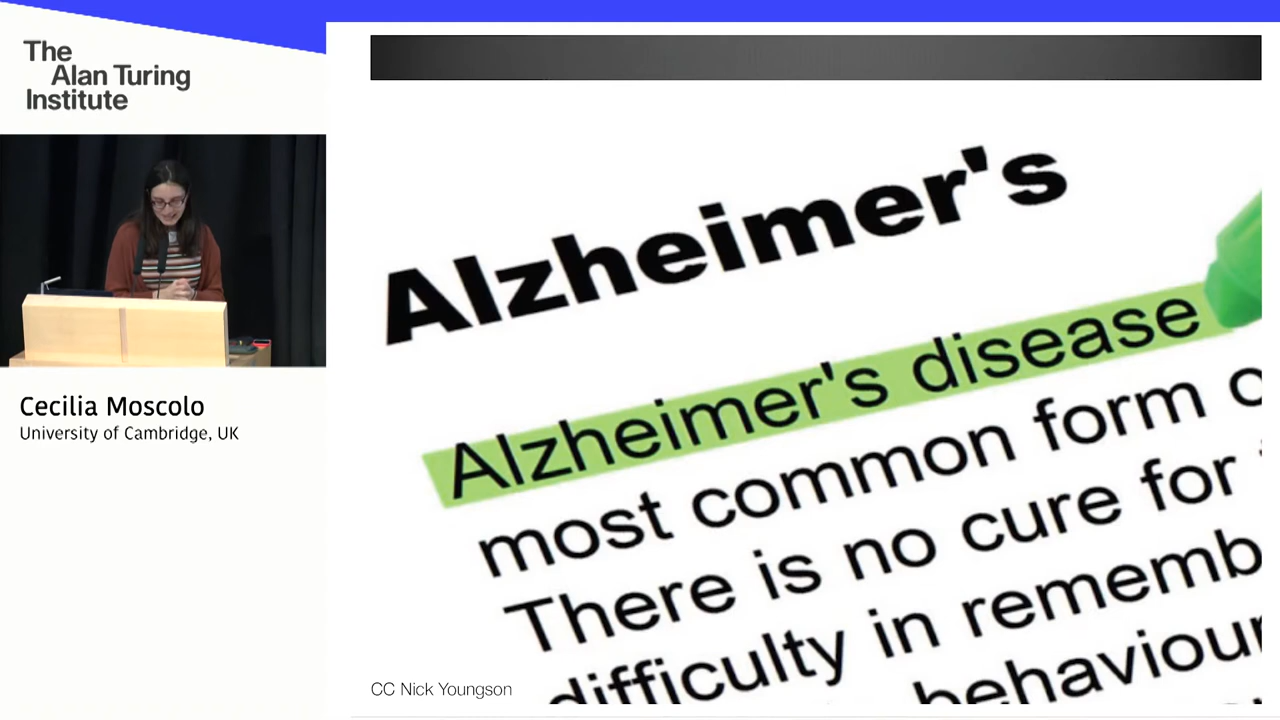 The
Alan Turing
Institute
Cecilia Moscolo
University of Cambridge, UK
Alzheimer's
Alzheimer's disease
most common form
There is no cure for
difficulty in rememb
behaviour
CC Nick Youngson